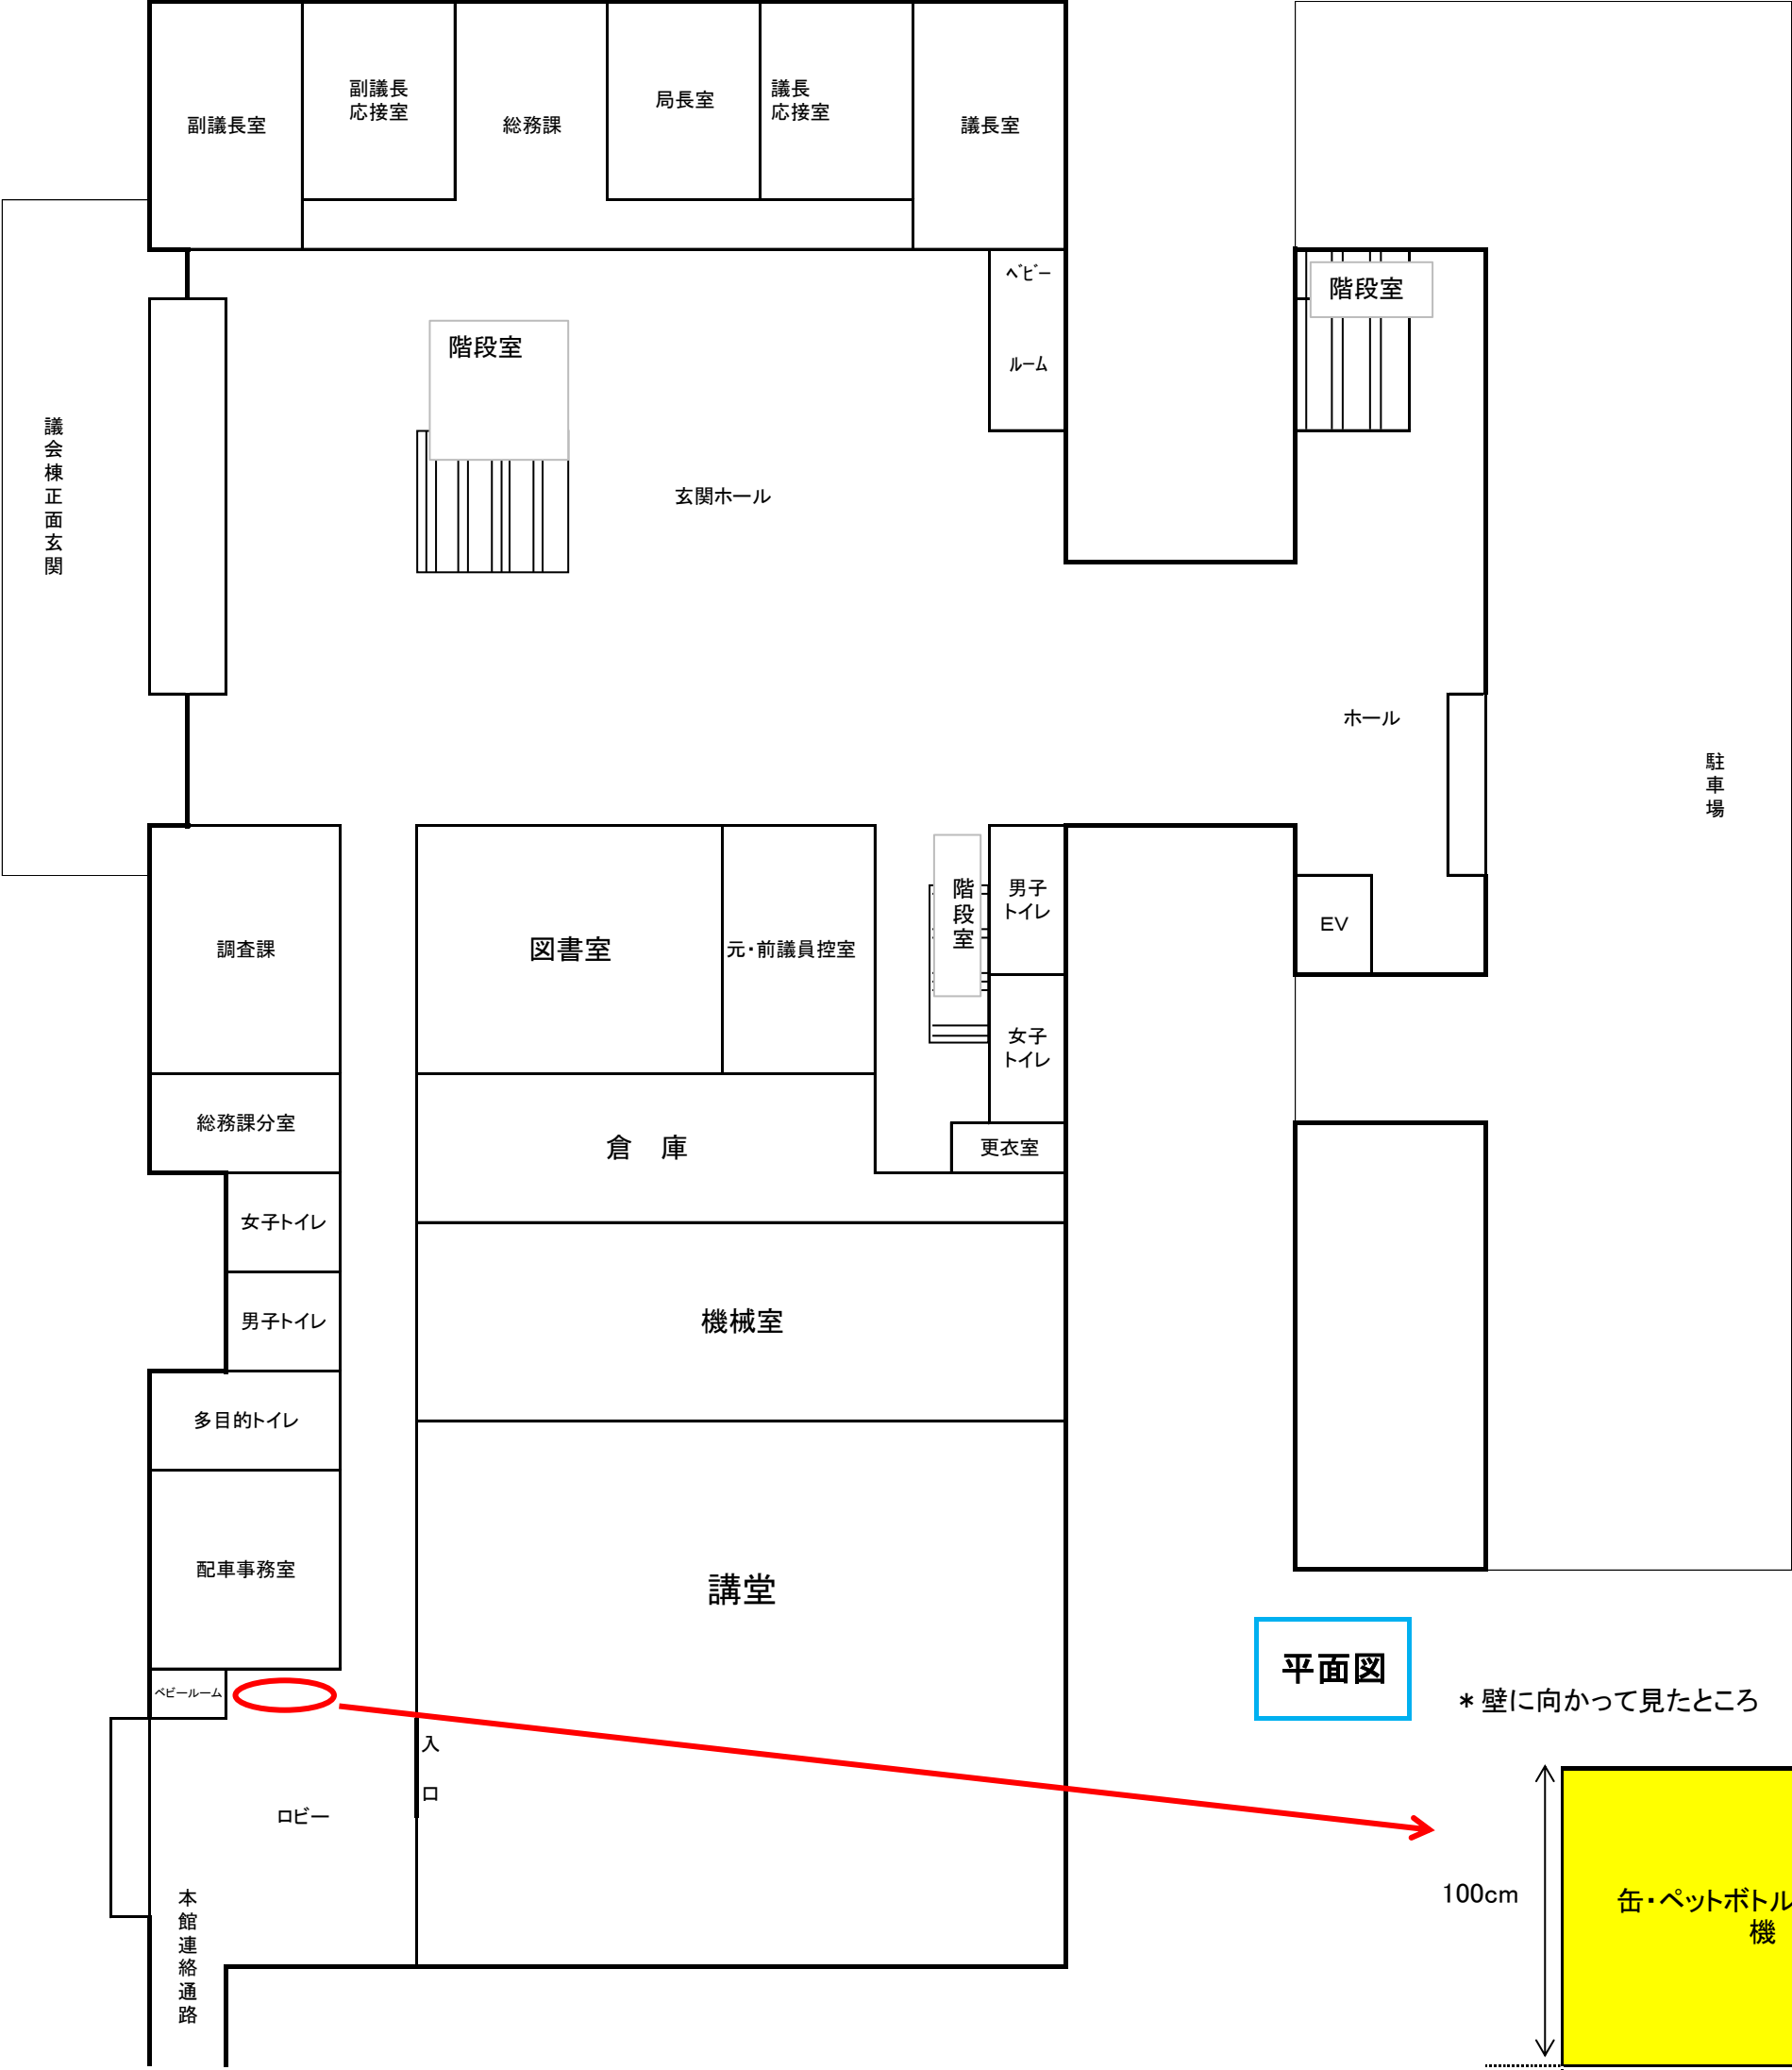 副議長室
副議長
応接室
総務課
局長室
議長
応接室
議長室
ベビー
ルーム
階段室
階段室
議会棟正面玄関
玄関ホール
ホール
駐車場
調査課
図書室
元・前議員控室
階段室
男子
トイレ
EV
女子
トイレ
総務課分室
倉　庫
更衣室
女子トイレ
男子トイレ
機械室
多目的トイレ
配車事務室
講堂
平面図
ベビールーム
＊壁に向かって見たところ
入口
ロビー
本館連絡通路
100cm
缶・ペットボトル
機